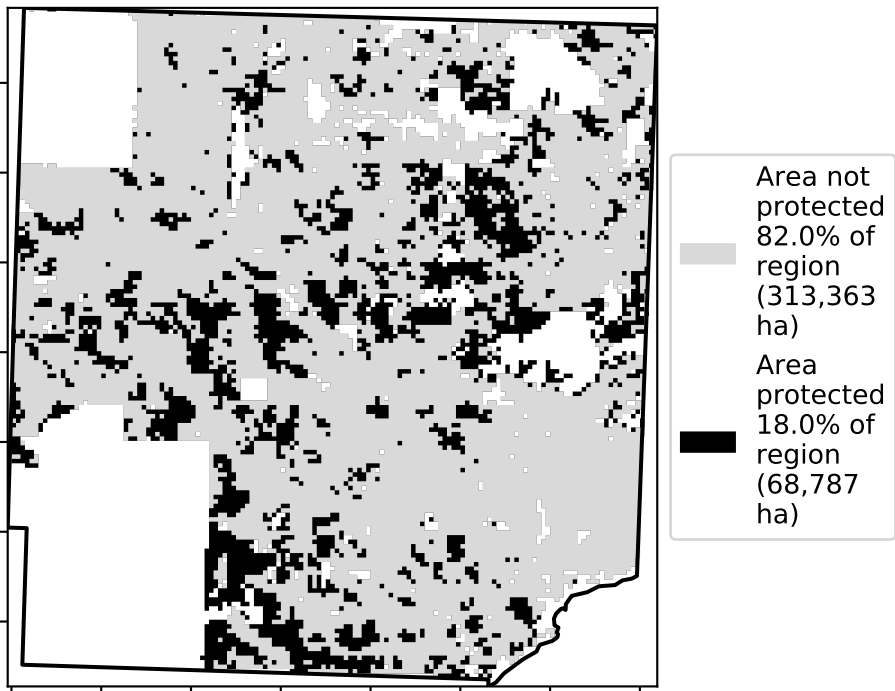 Area not
protected
82.0% of
region
(313,363
ha)
Area
protected
18.0% of
region
(68,787
ha)